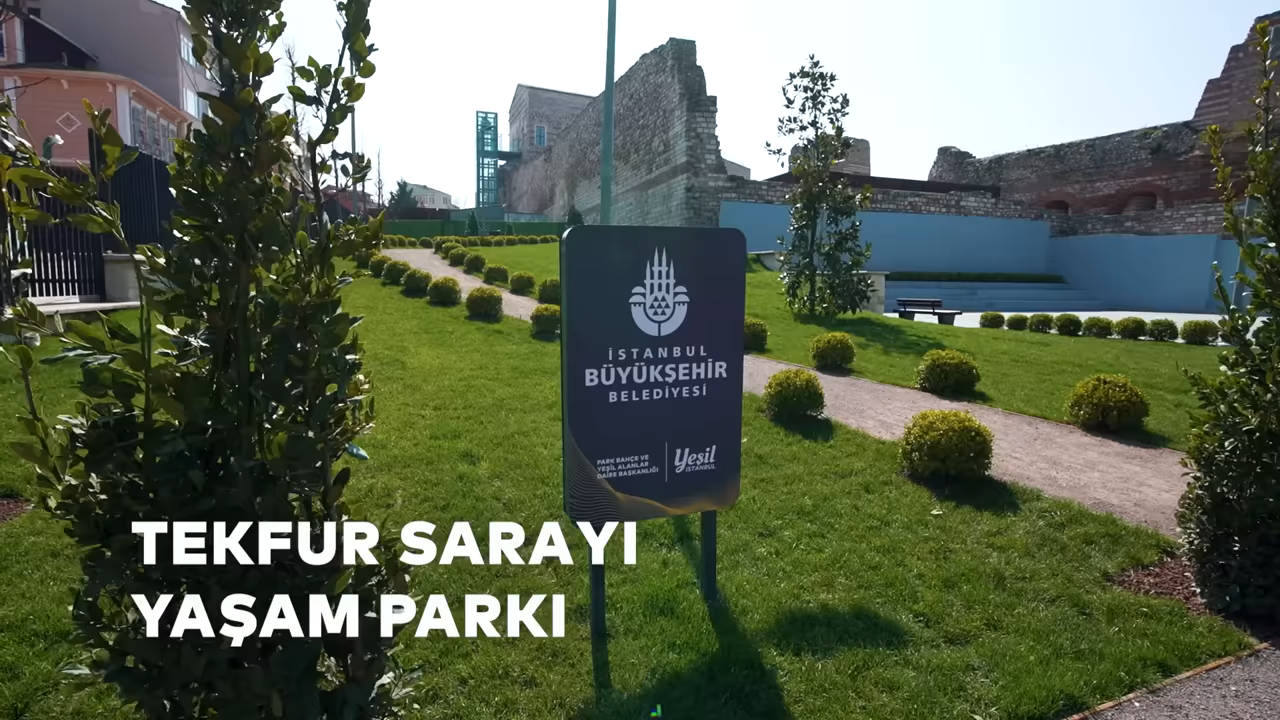 İSTANBUL
BÜYÜKŞEHİR
BELEDİYESİ
PARK BAHÇE VE
YEŞİL ALANLAR
DAİRE BAŞKANLIĞI
Yeşil
İSTANBUL
TEKFUR SARAYI
YAŞAM PARKI